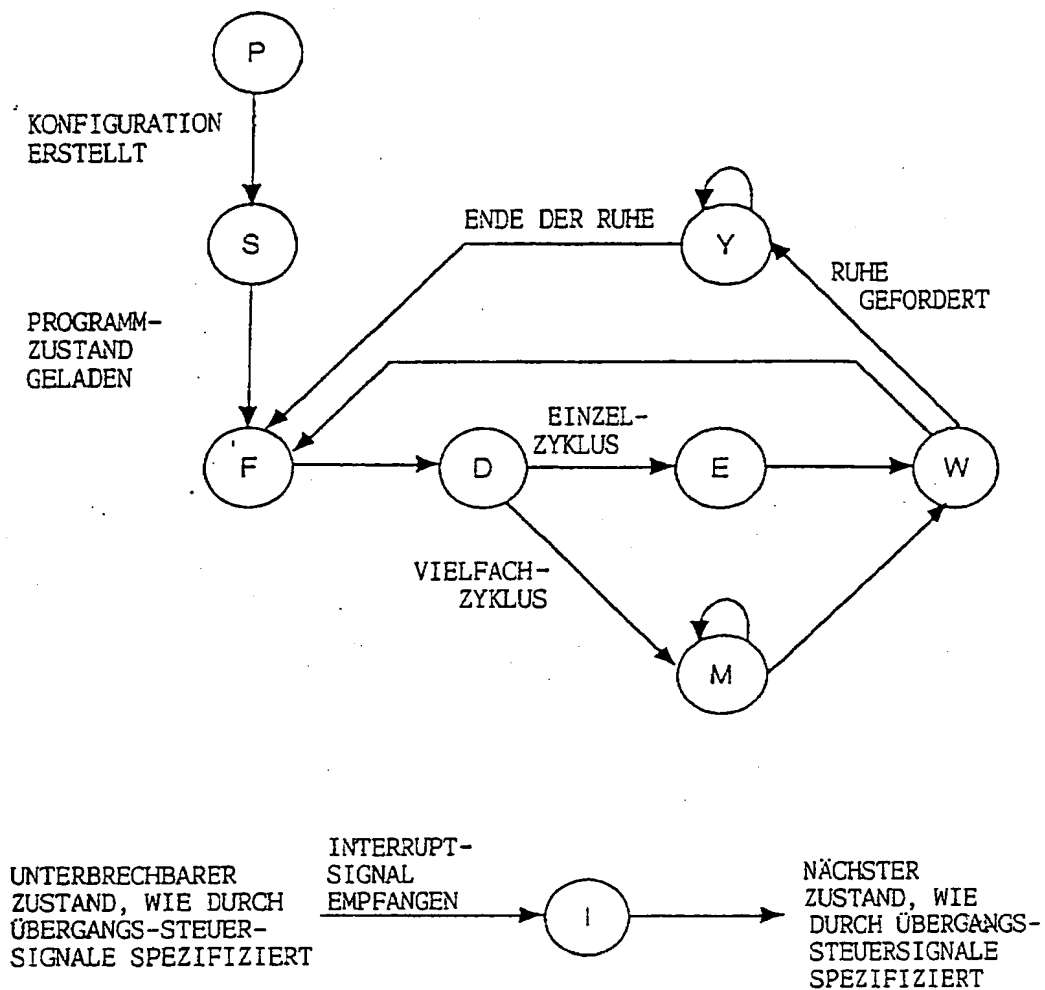 P
KONFIGURATION
ERSTELLT
S
ENDE DER RUHE
Y
RUHE
GEFORDERT
PROGRAMM-
ZUSTAND
GELADEN
F
D
EINZEL-
ZYKLUS
E
W
VIELFACH-
ZYKLUS
M
UNTERBRECHBARER
ZUSTAND, WIE DURCH
ÜBERGANGS-STEUER-
SIGNALE SPEZIFIZIERT
INTERRUPT-
SIGNAL
EMPFANGEN
I
NÄCHSTER
ZUSTAND, WIE
DURCH ÜBERGANGS-
STEUERSIGNALE
SPEZIFIZIERT